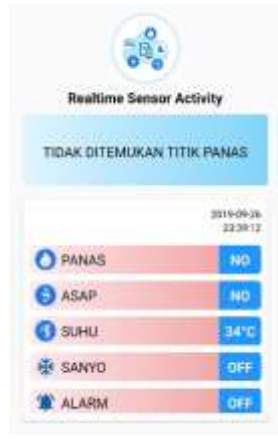 Realtime Sensor Activity
TIDAK DITEMUKAN TITIK PANAS
2019-09-26
23:39:12
PANAS NO
ASAP NO
SUHU 34°C
SANYO OFF
ALARM OFF